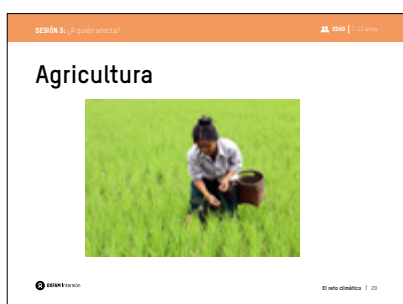 SESIÓN 3: ¿A quién afecta?
EDAD | 7-11 años
Agricultura
OXFAM Intermón
El reto climático | 20